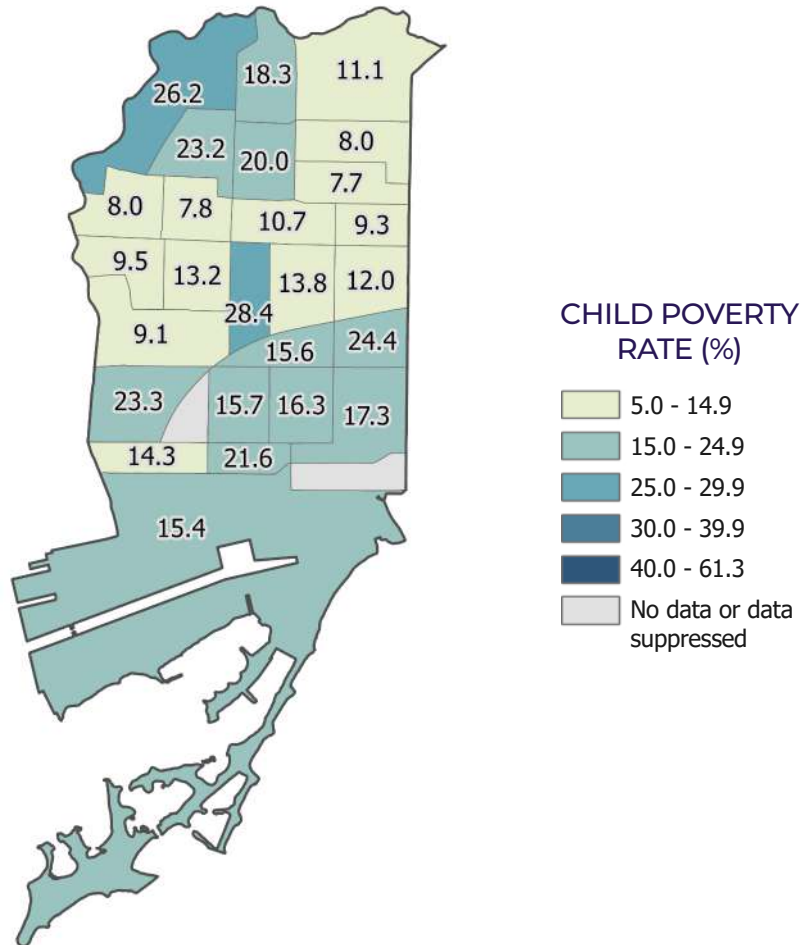 18.3
11.1
26.2
8.0
23.2
20.0
7.7
8.0
7.8
10.7
9.3
9.5
13.2
13.8
12.0
28.4
9.1
15.6
24.4
23.3
15.7
16.3
17.3
14.3
21.6
15.4
CHILD POVERTY
RATE (%)
5.0 - 14.9
15.0 - 24.9
25.0 - 29.9
30.0 - 39.9
40.0 - 61.3
No data or data
suppressed